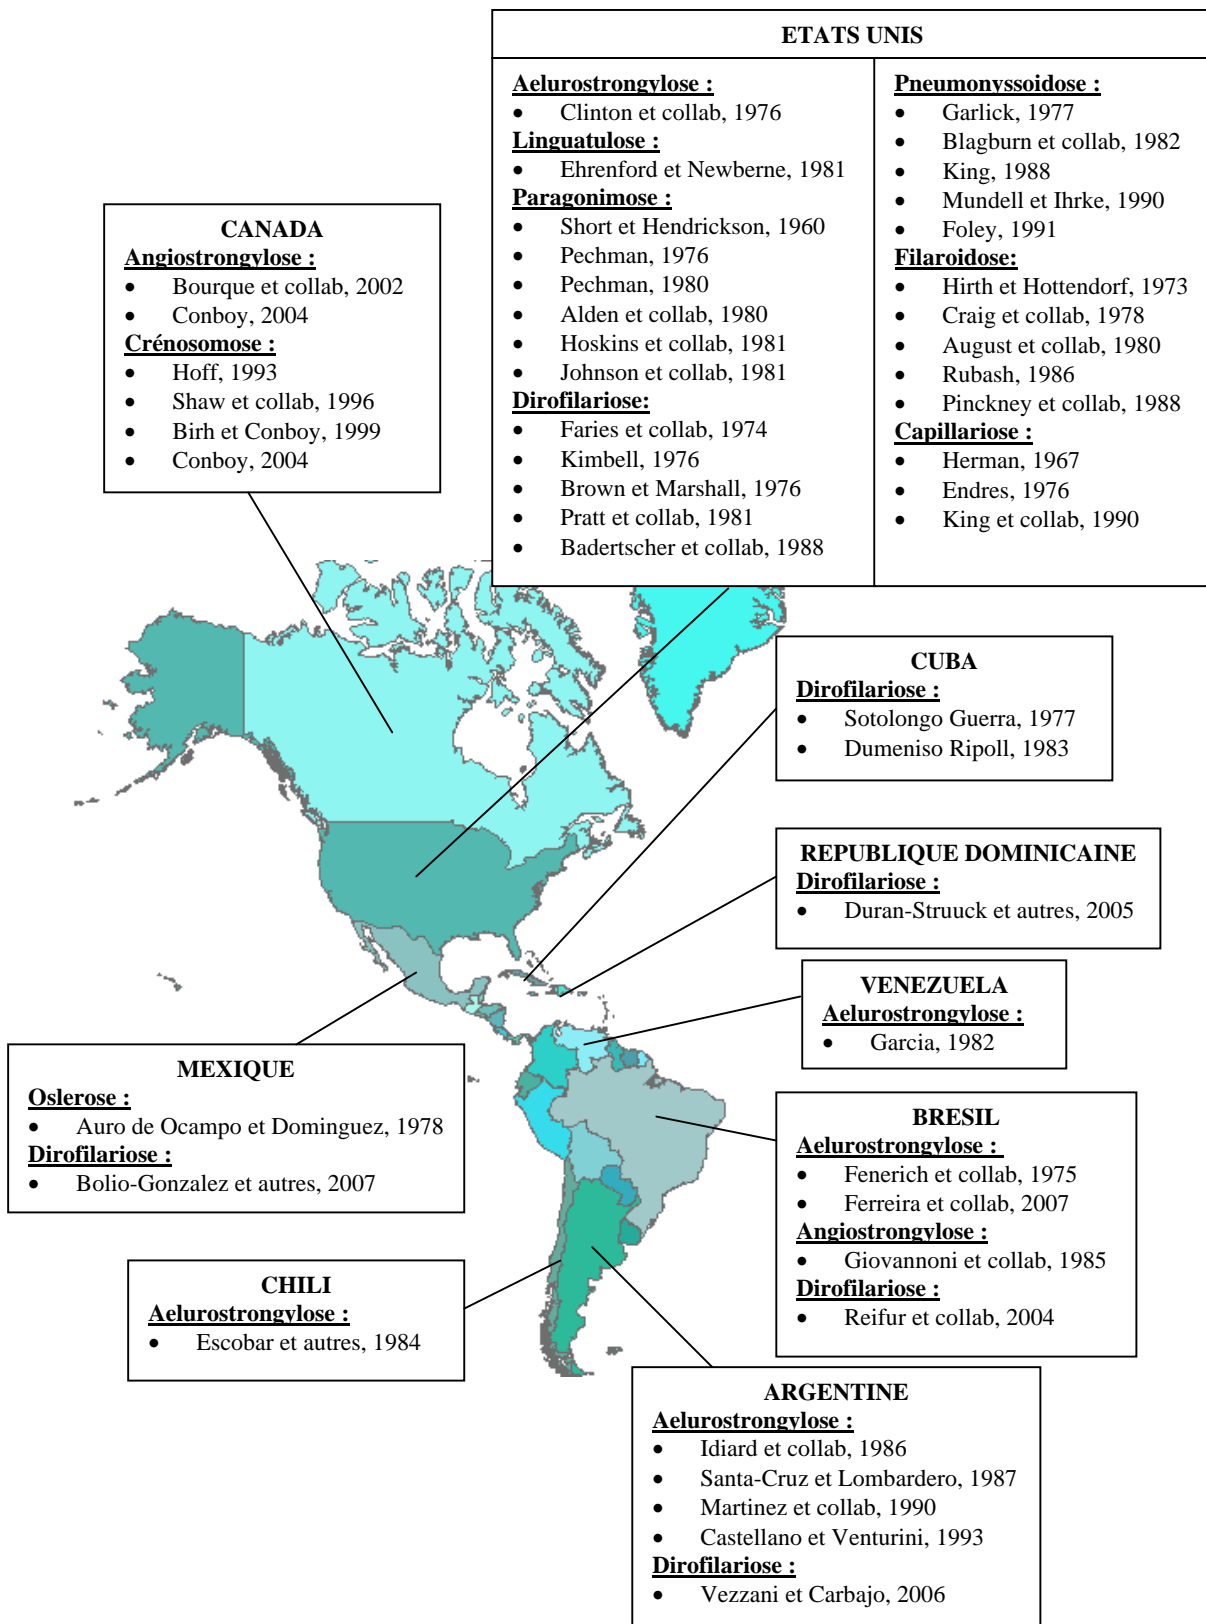 ETATS UNIS
Aelurostrongylose :
• Clinton et collab, 1976
Linguatulose :
• Ehrenford et Newberne, 1981
Paragonimose :
• Short et Hendrickson, 1960
• Pechman, 1976
• Pechman, 1980
• Alden et collab, 1980
• Hoskins et collab, 1981
• Johnson et collab, 1981
Dirofilariose:
• Faries et collab, 1974
• Kimbell, 1976
• Brown et Marshall, 1976
• Pratt et collab, 1981
• Badertscher et collab, 1988
Pneumonyssoidose :
• Garlick, 1977
• Blagburn et collab, 1982
• King, 1988
• Mundell et Ihrke, 1990
• Foley, 1991
Filaroidose:
• Hirth et Hottendorf, 1973
• Craig et collab, 1978
• August et collab, 1980
• Rubash, 1986
• Pinckney et collab, 1988
Capillariose :
• Herman, 1967
• Endres, 1976
• King et collab, 1990
CANADA
Angiostrongylose :
• Bourque et collab, 2002
• Conboy, 2004
Crénosomose :
• Hoff, 1993
• Shaw et collab, 1996
• Birh et Conboy, 1999
• Conboy, 2004
CUBA
Dirofilariose :
• Sotolongo Guerra, 1977
• Dumeniso Ripoll, 1983
REPUBLIQUE DOMINICAINE
Dirofilariose :
• Duran-Struuck et autres, 2005
VENEZUELA
Aelurostrongylose :
• Garcia, 1982
MEXIQUE
Oslerose :
• Auro de Ocampo et Dominguez, 1978
Dirofilariose :
• Bolio-Gonzalez et autres, 2007
BRESIL
Aelurostrongylose :
• Fenerich et collab, 1975
• Ferreira et collab, 2007
Angiostrongylose :
• Giovannoni et collab, 1985
Dirofilariose :
• Reifur et collab, 2004
CHILI
Aelurostrongylose :
• Escobar et autres, 1984
ARGENTINE
Aelurostrongylose :
• Idiard et collab, 1986
• Santa-Cruz et Lombardero, 1987
• Martinez et collab, 1990
• Castellano et Venturini, 1993
Dirofilariose :
• Vezzani et Carbajo, 2006